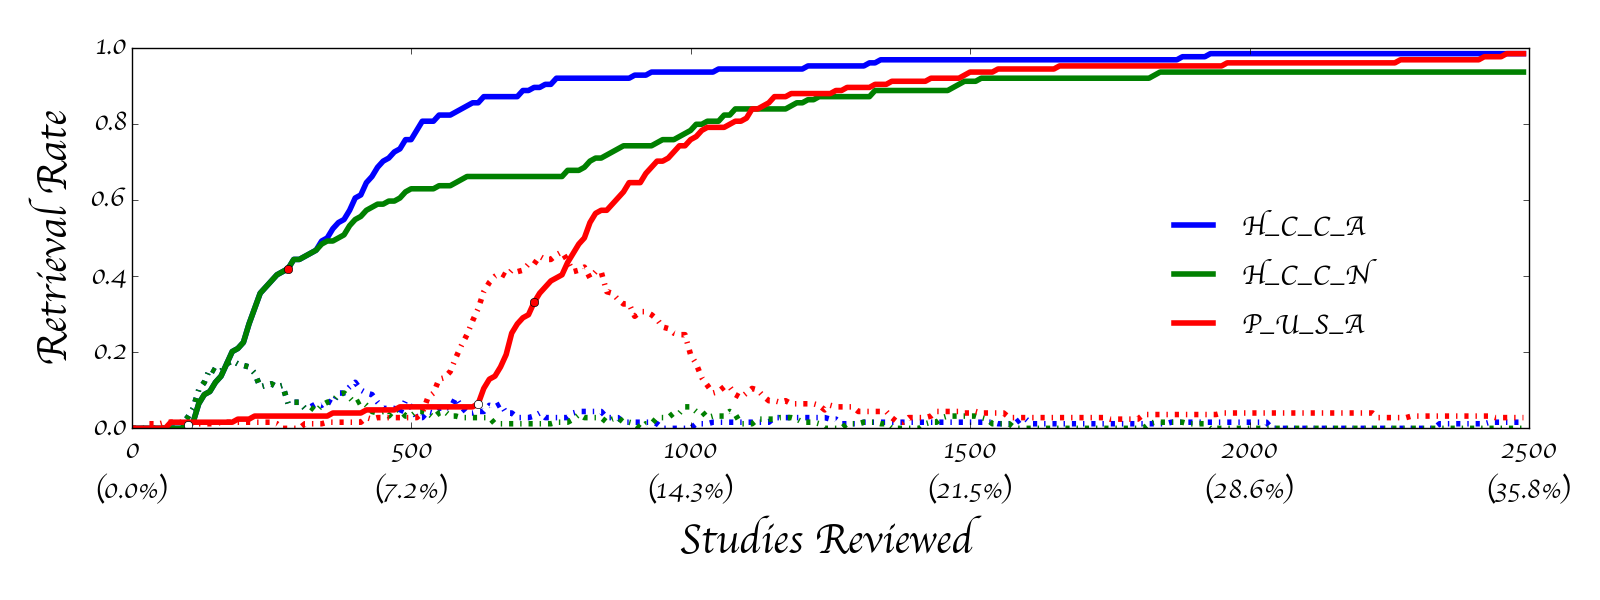 1.0
0.8
0.6
0.4
0.2
0.0
Retrieval Rate
H_C_C_A
H_C_C_N
P_U_S_A
0 500 1000 1500 2000 2500
(0.0%) (7.2%) (14.3%) (21.5%) (28.6%) (35.8%)
Studies Reviewed